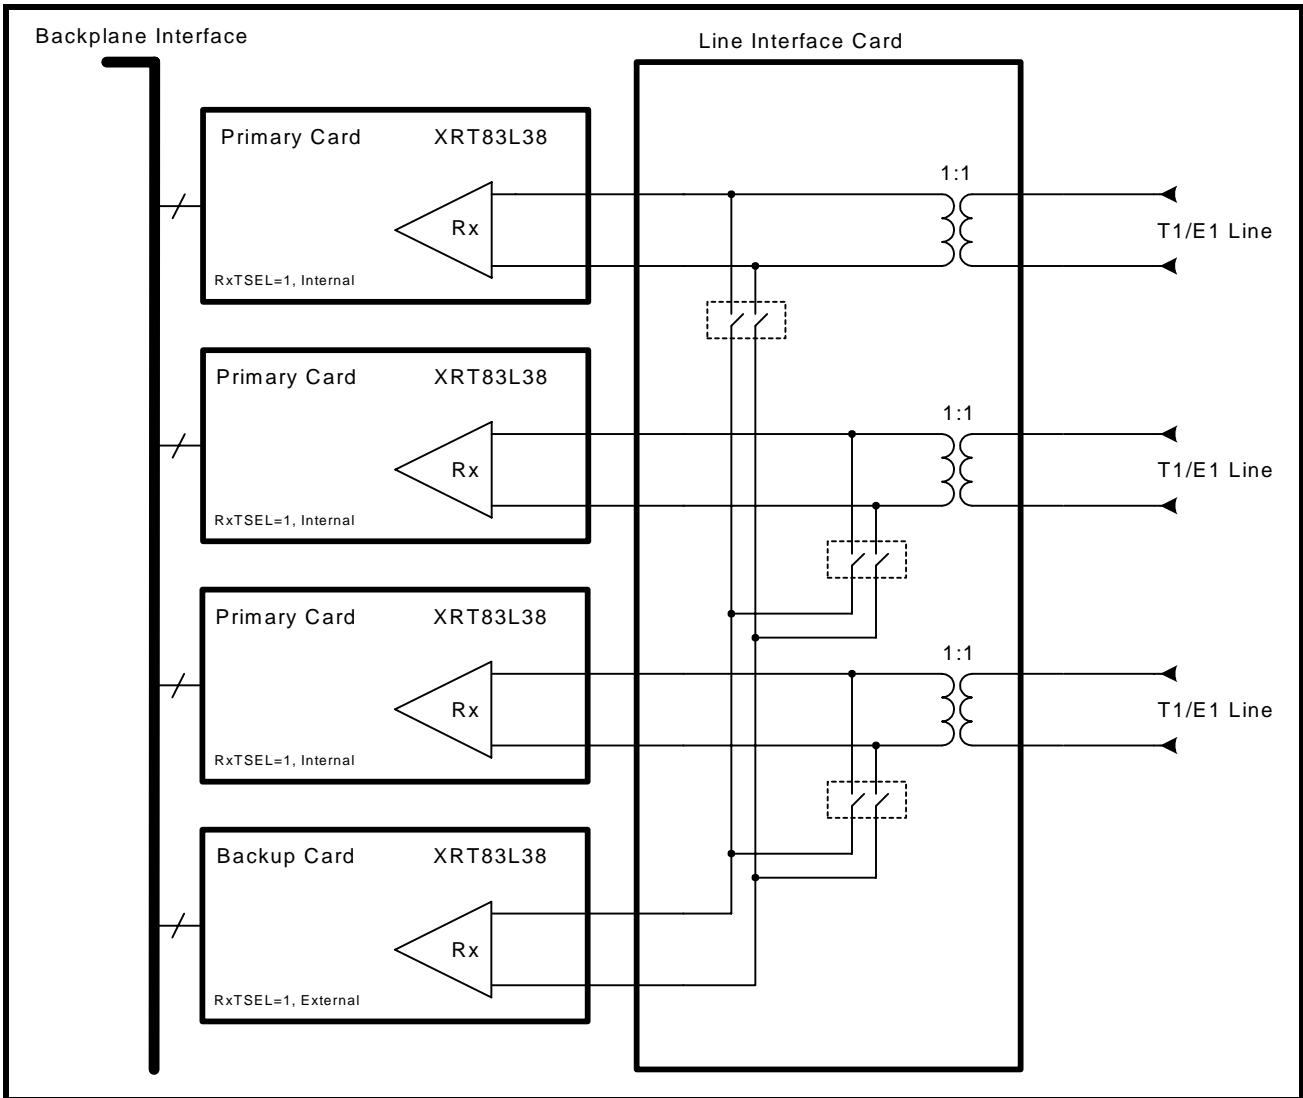 Backplane Interface
Line Interface Card
Primary Card XRT83L38
1:1
Rx
T1/E1 Line
RxTSEL=1, Internal
Primary Card XRT83L38
1:1
Rx
T1/E1 Line
RxTSEL=1, Internal
Primary Card XRT83L38
1:1
Rx
T1/E1 Line
RxTSEL=1, Internal
Backup Card XRT83L38
Rx
RxTSEL=1, External